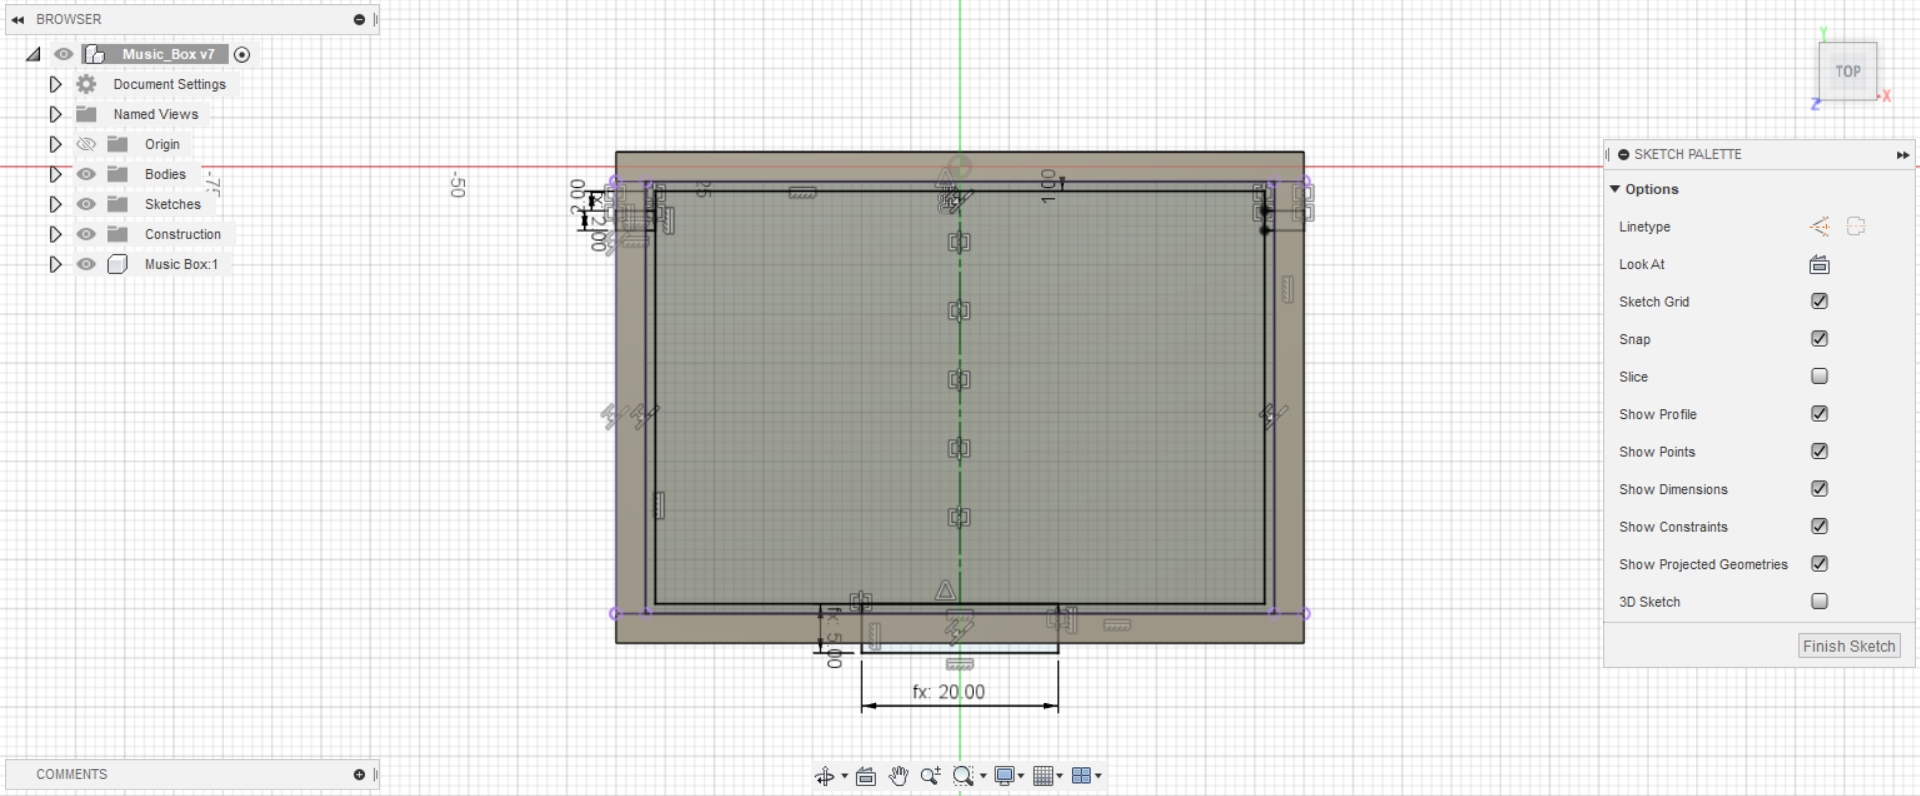 BROWSER
Music_Box v7
Document Settings
Named Views
Origin
Bodies
Sketches
Construction
Music Box:1
COMMENTS
-75
-50
25
2.00
1.00
fx: 5.00
fx: 20.00
Y
TOP
X
Z
SKETCH PALETTE
Options
Linetype
Look At
Sketch Grid
Snap
Slice
Show Profile
Show Points
Show Dimensions
Show Constraints
Show Projected Geometries
3D Sketch
Finish Sketch